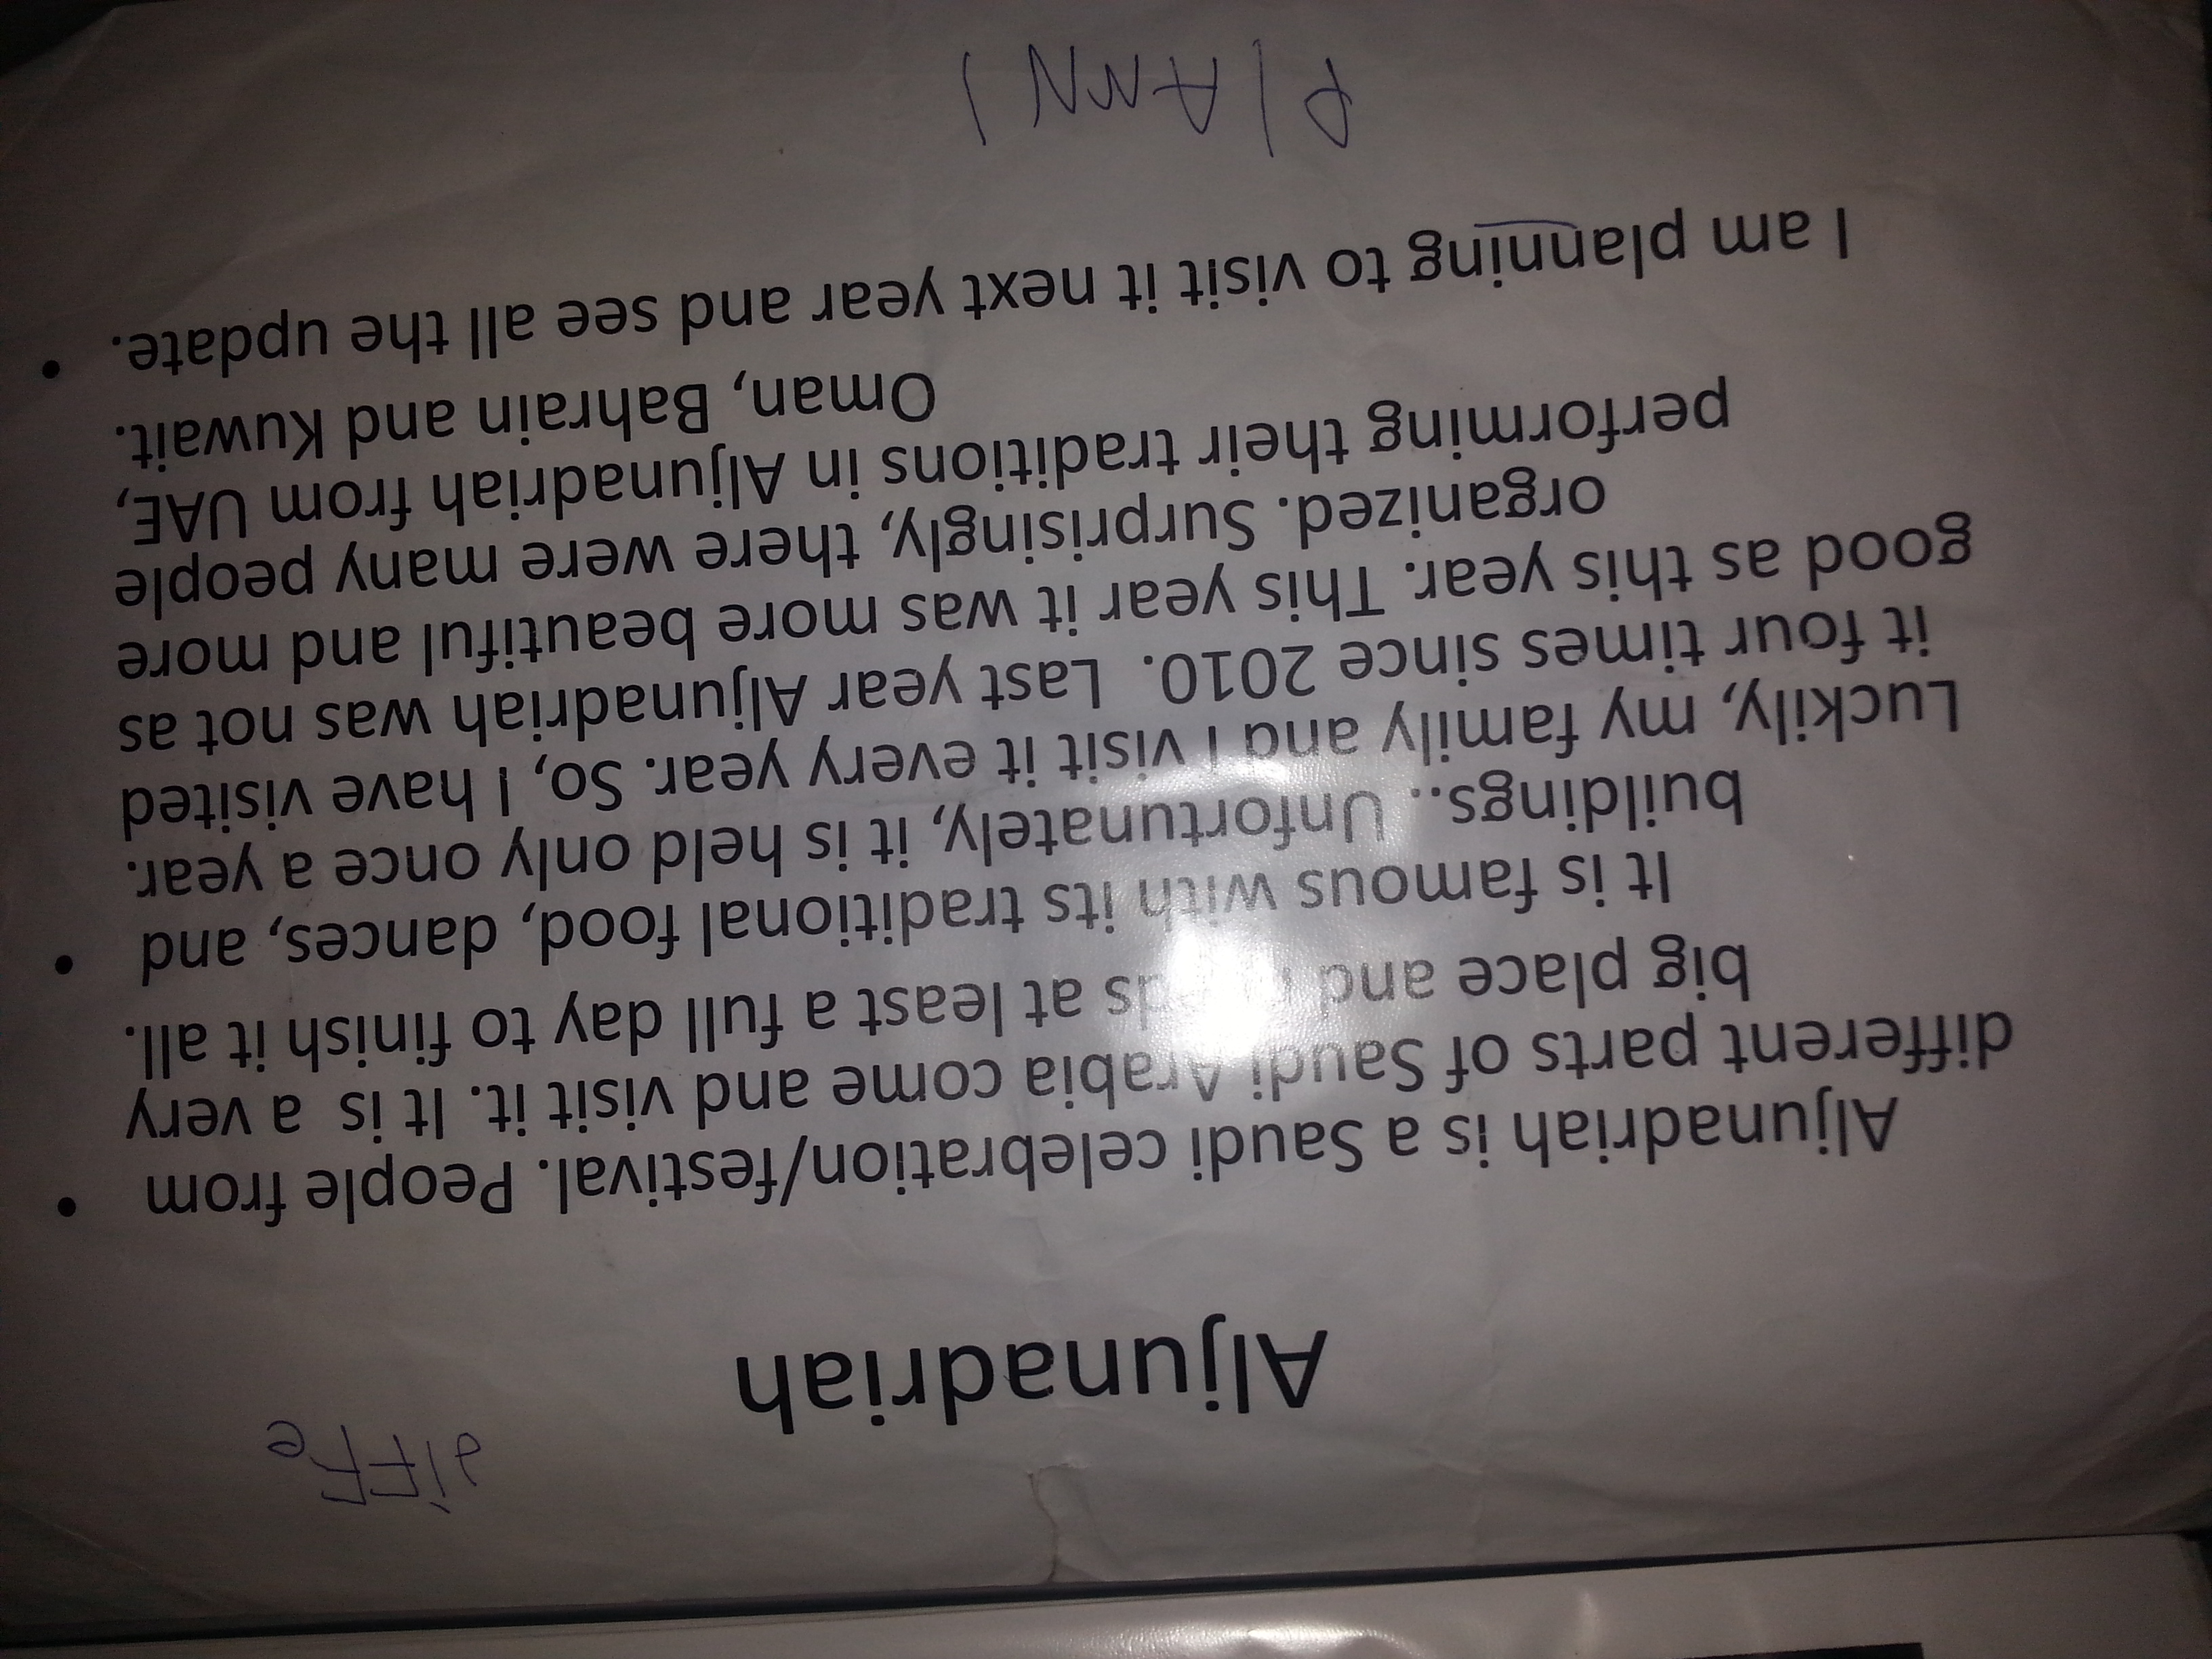 diffe
Aljunadriah
Aljunadriah is a Saudi celebration/festival. People from •
different parts of Saudi Arabia come and visit it. It is a very
big place and at least a full day to finish it all.
It is famous with its traditional food, dances, and •
buildings.. Unfortunately, it is held only once a year.
Luckily, my family and I visit it every year. So, I have visited
it four times since 2010. Last year Aljunadriah was not as
good as this year. This year it was more beautiful and more
organized. Surprisingly, there were many people
performing their traditions in Aljunadriah from UAE,
Oman, Bahrain and Kuwait.
I am planning to visit it next year and see all the update. •